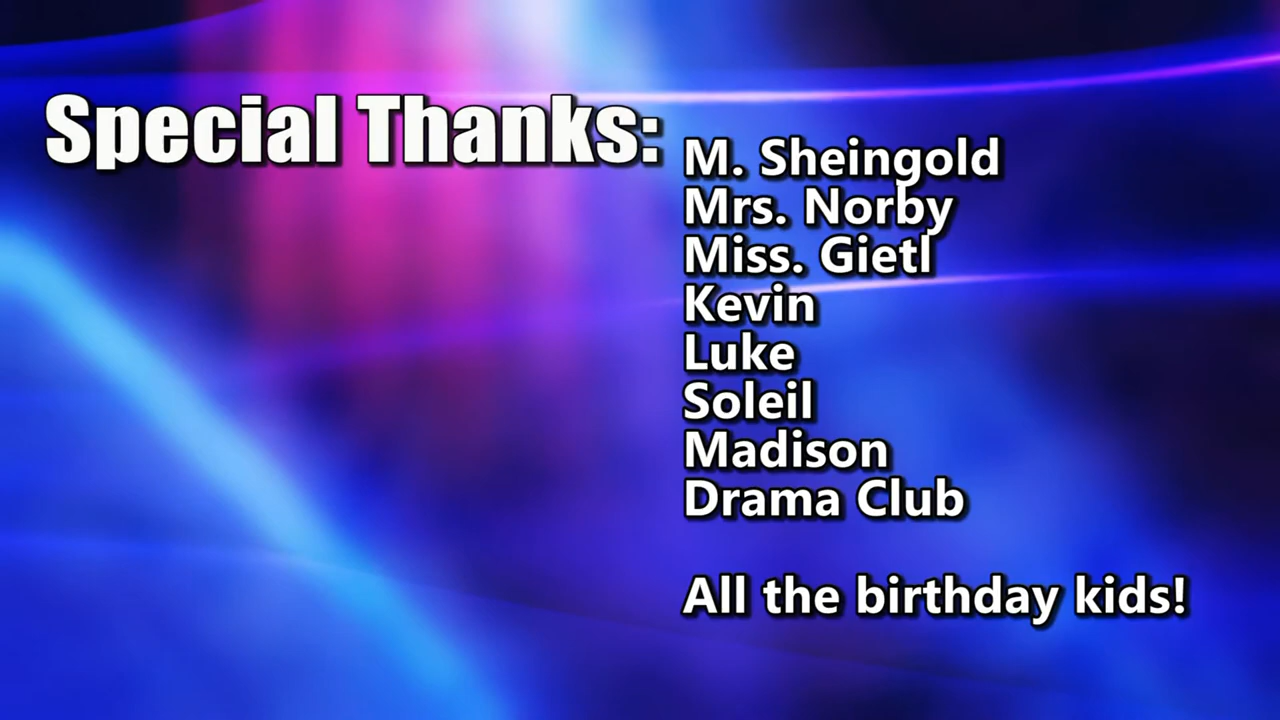 Special Thanks:
M. Sheingold
Mrs. Norby
Miss. Gietl
Kevin
Luke
Soleil
Madison
Drama Club
All the birthday kids!